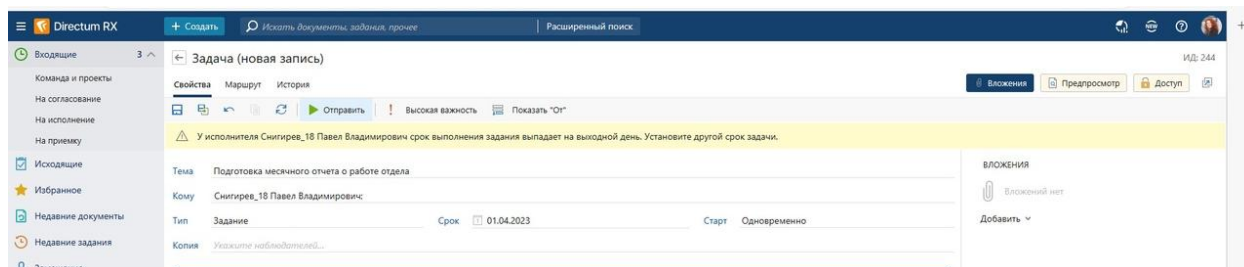 Directum RX
+ Создать
Искать документы, задания, прочее
Расширенный поиск
NEW
Входящие 3
Команда и проекты
На согласование
На исполнение
На приемку
Исходящие
Избранное
Недавние документы
Недавние задания
Задача (новая запись)
ИД: 244
Свойства Маршрут История
Вложения Предпросмотр Доступ
Отправить Высокая важность Показать "От"
У исполнителя Снигирев_18 Павел Владимирович срок выполнения задания выпадает на выходной день. Установите другой срок задачи.
Тема Подготовка месячного отчета о работе отдела
Кому Снигирев_18 Павел Владимирович;
Тип Задание Срок 01.04.2023 Старт Одновременно
Копия Укажите наблюдателей...
ВЛОЖЕНИЯ
Вложений нет
Добавить